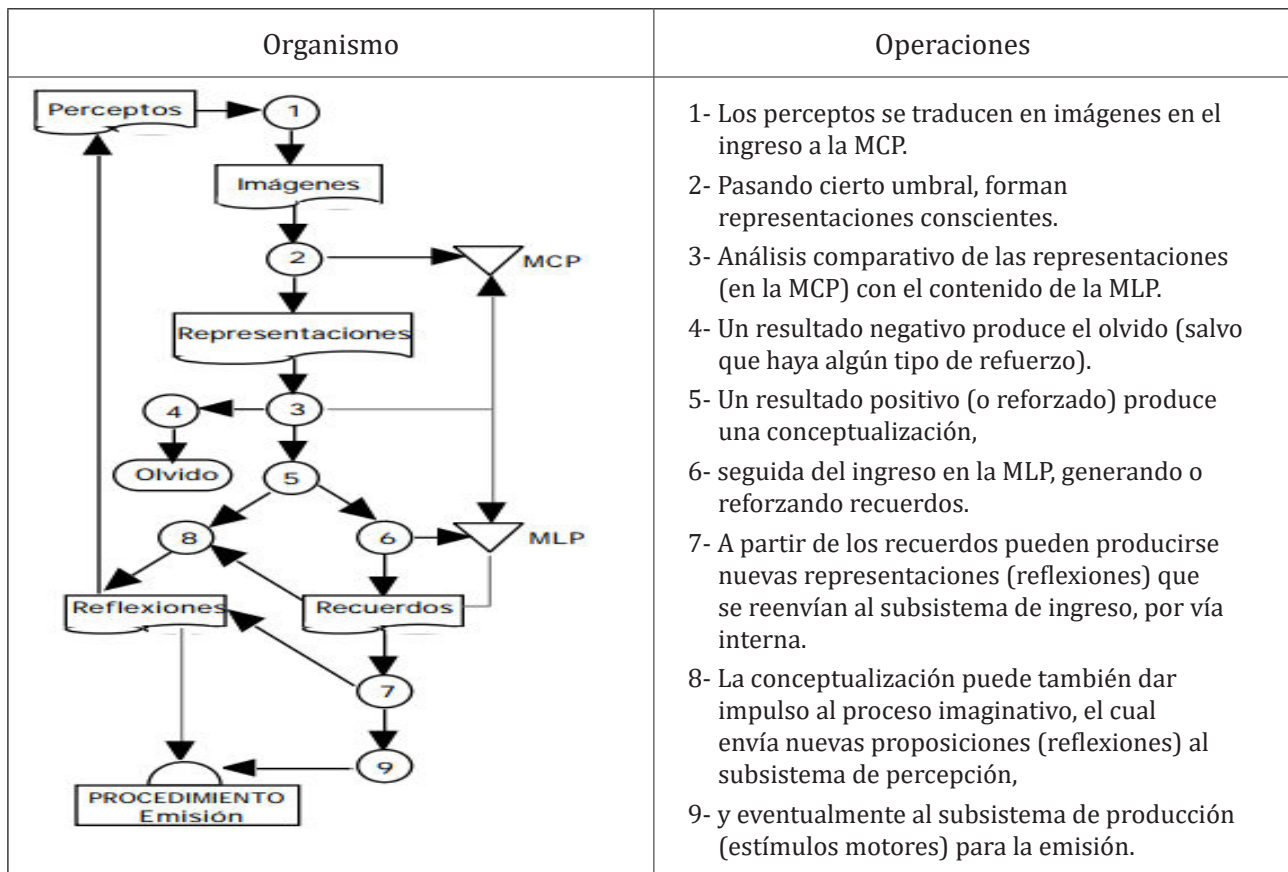 Organismo
Operaciones
Perceptos
1
Imágenes
2
MCP
Representaciones
4
3
Olvido
5
8
6
MLP
Reflexiones
Recuerdos
7
9
PROCEDIMIENTO
Emisión
1- Los perceptos se traducen en imágenes en el
ingreso a la MCP.
2- Pasando cierto umbral, forman
representaciones conscientes.
3- Análisis comparativo de las representaciones
(en la MCP) con el contenido de la MLP.
4- Un resultado negativo produce el olvido (salvo
que haya algún tipo de refuerzo).
5- Un resultado positivo (o reforzado) produce
una conceptualización,
6- seguida del ingreso en la MLP, generando o
reforzando recuerdos.
7- A partir de los recuerdos pueden producirse
nuevas representaciones (reflexiones) que
se reenvían al subsistema de ingreso, por vía
interna.
8- La conceptualización puede también dar
impulso al proceso imaginativo, el cual
envía nuevas proposiciones (reflexiones) al
subsistema de percepción,
9- y eventualmente al subsistema de producción
(estímulos motores) para la emisión.